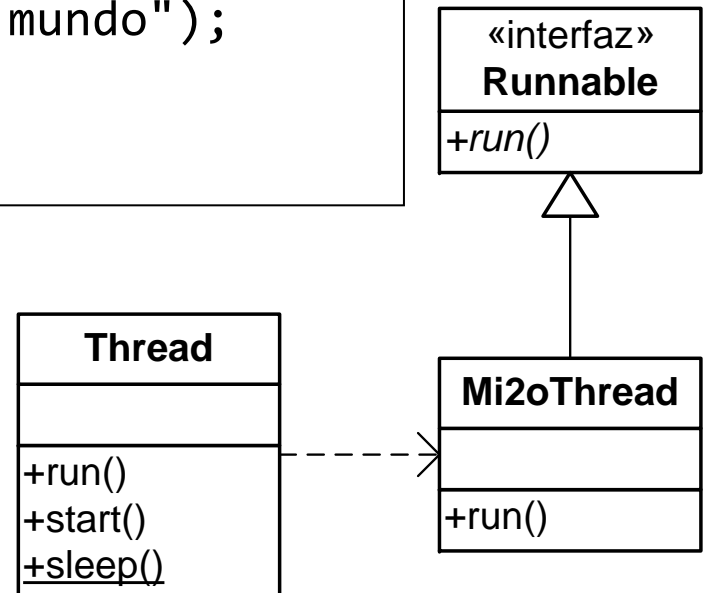 mundo");
«interfaz»
Runnable
+run()
Thread
+run()
+start()
+sleep()
Mi2oThread
+run()